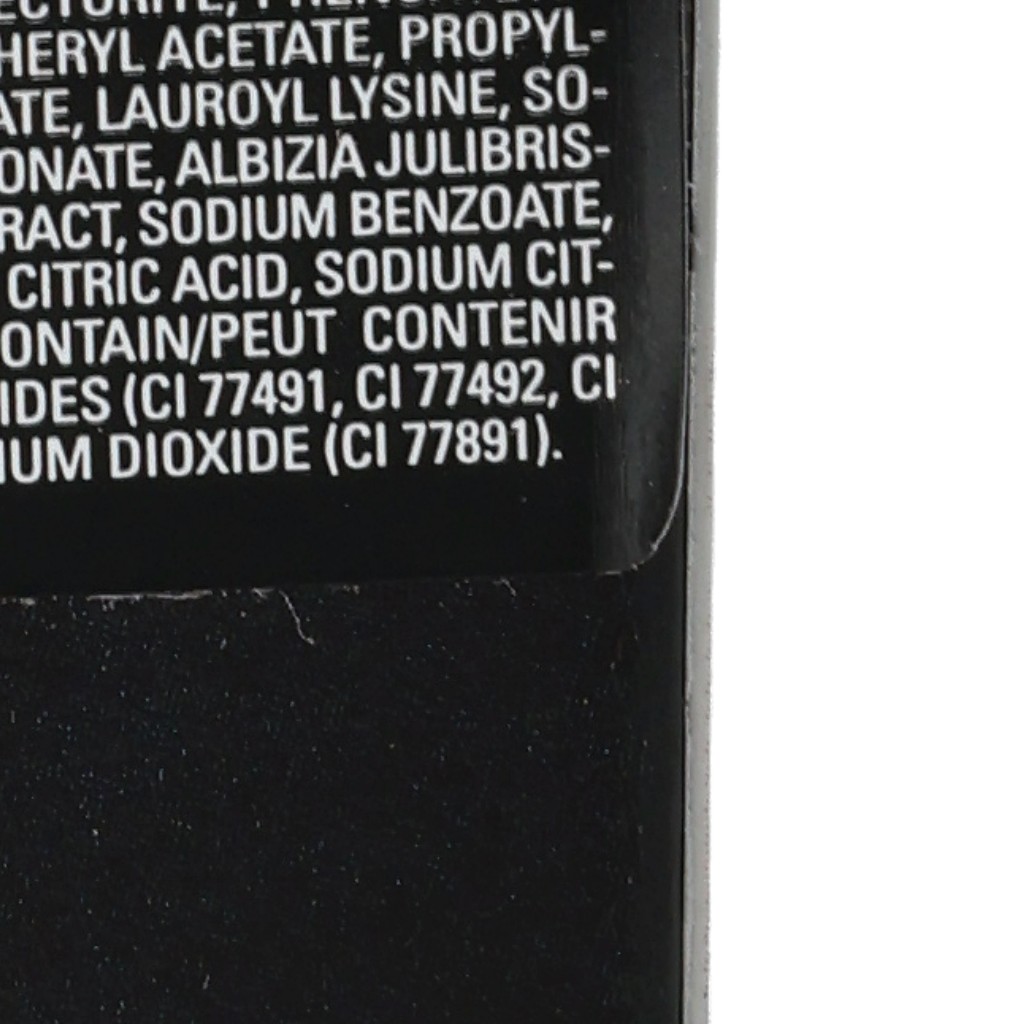 HERYL ACETATE, PROPYL-
ATE, LAUROYL LYSINE, SO-
ONATE, ALBIZIA JULIBRIS-
RACT, SODIUM BENZOATE,
CITRIC ACID, SODIUM CIT-
ONTAIN/PEUT CONTENIR
IDES (CI 77491, CI 77492, CI
IUM DIOXIDE (CI 77891).